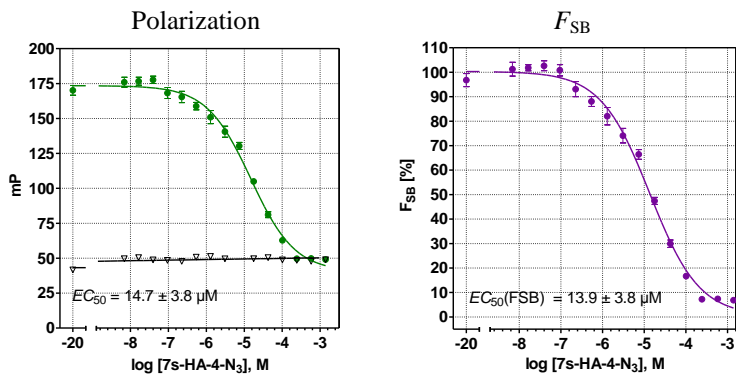 Polarization
200
175
150
125
100
75
50
25
0
mP
EC50 = 14.7 ± 3.8 µM
-20 -8 -7 -6 -5 -4 -3
log [7s-HA-4-N3], M
FSB
110
100
90
80
70
60
50
40
30
20
10
0
FSB [%]
EC50(FSB) = 13.9 ± 3.8 µM
-20 -8 -7 -6 -5 -4 -3
log [7s-HA-4-N3], M